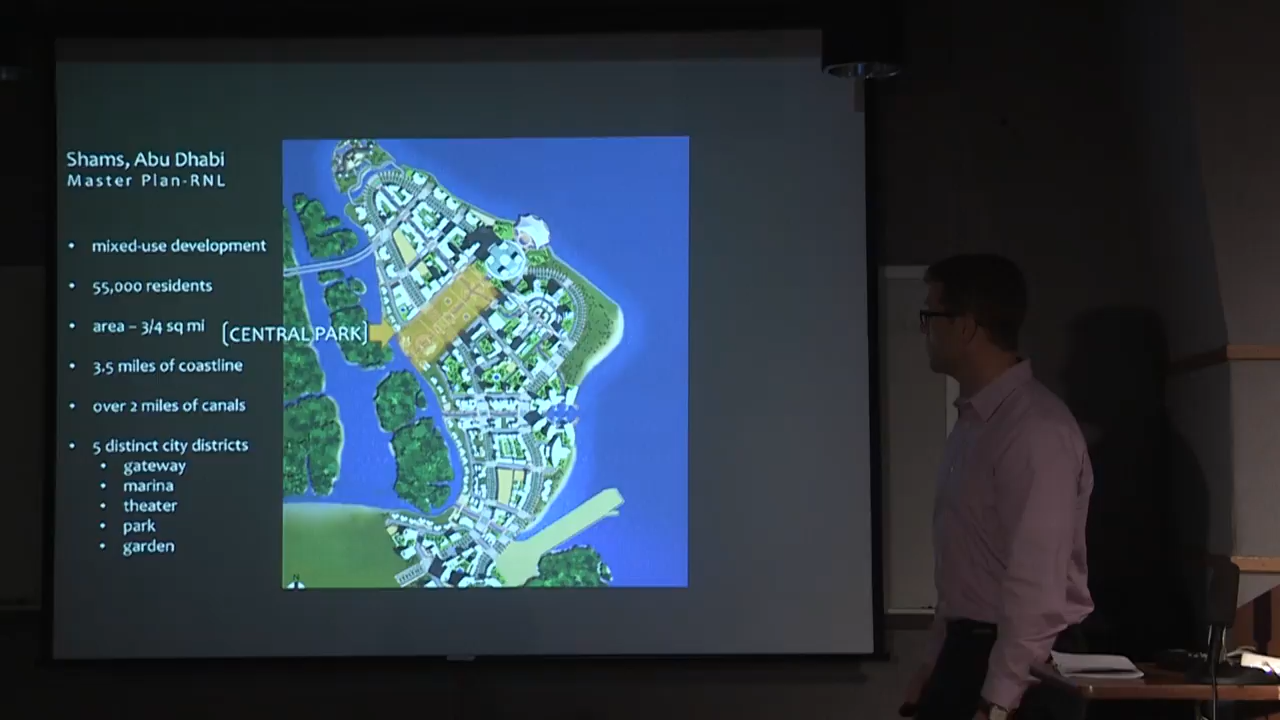 Shams, Abu Dhabi
Master Plan-RNL
• mixed-use development
• 55,000 residents
• area – 3/4 sq mi
[CENTRAL PARK]
• 3.5 miles of coastline
• over 2 miles of canals
• 5 distinct city districts
• gateway
• marina
• theater
• park
• garden
N